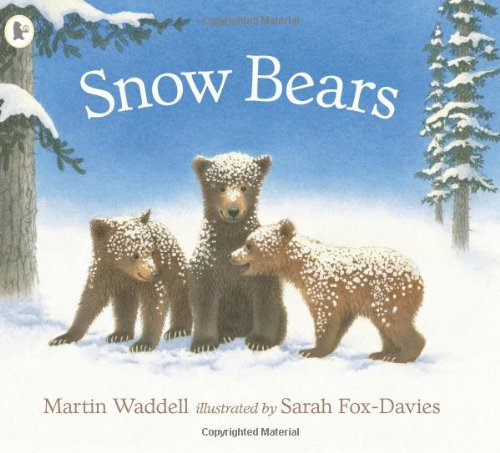 Copyrighted Material
Snow Bears
Martin Waddell illustrated by Sarah Fox-Davies
Copyrighted Material